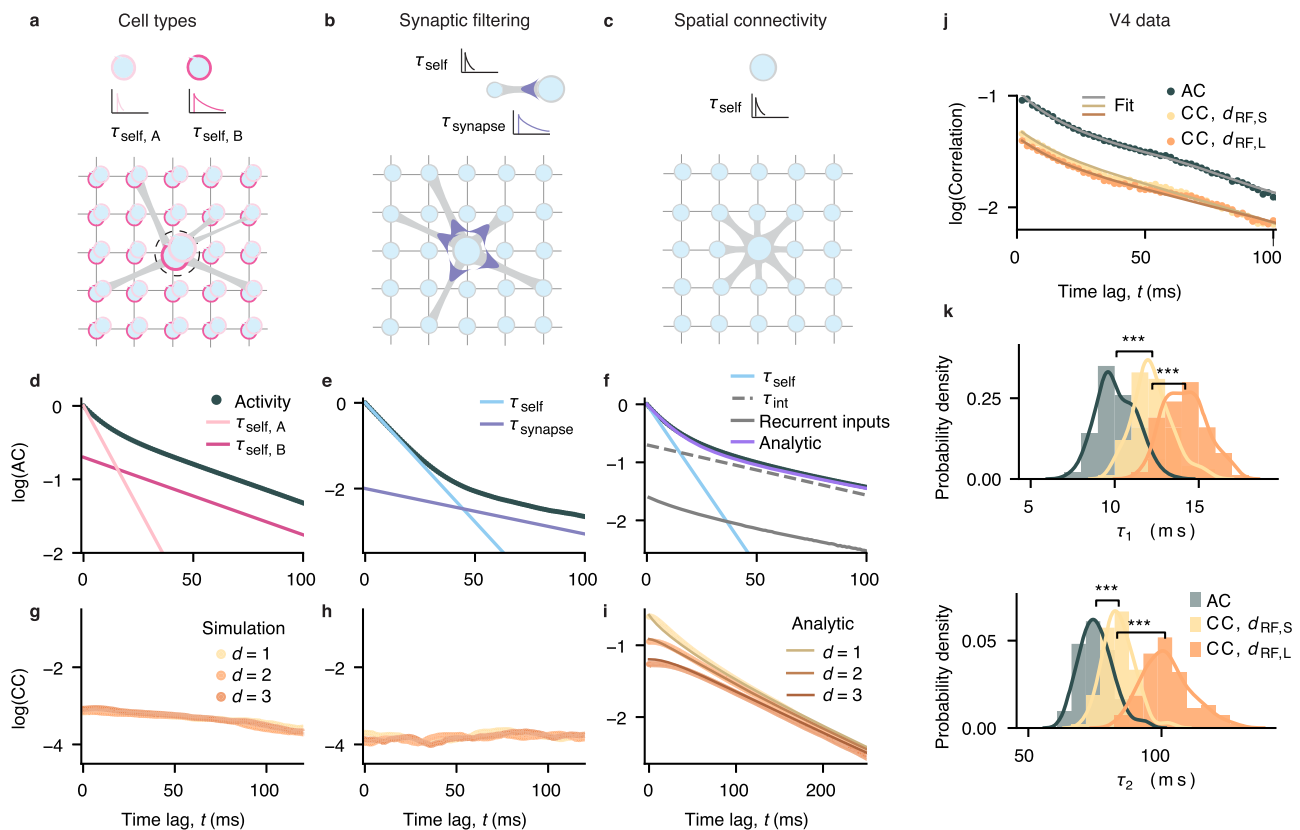 a Cell types
τself, A τself, B
b Synaptic filtering
τself
τsynapse
c Spatial connectivity
τself
d
Activity
τself, A
τself, B
log(AC)
0
−1
−2
0 50 100
e
τself
τsynapse
0
−2
0 50 100
f
τself
τint
Recurrent inputs
Analytic
0
−1
−2
0 50 100
g
Simulation
d = 1
d = 2
d = 3
log(CC)
−2
−4
0 50 100
Time lag, t (ms)
h
−2
−4
0 50 100
Time lag, t (ms)
i
Analytic
d = 1
d = 2
d = 3
−1
−2
0 100 200
Time lag, t (ms)
j V4 data
Fit
AC
CC, dRF,S
CC, dRF,L
log(Correlation)
−1
−2
0 50 100
Time lag, t (ms)
k
Probability density
*** ***
0.25
0.00
5 10 15
τ1 (ms)
Probability density
*** ***
AC
CC, dRF,S
CC, dRF,L
0.05
0.00
50 100
τ2 (ms)